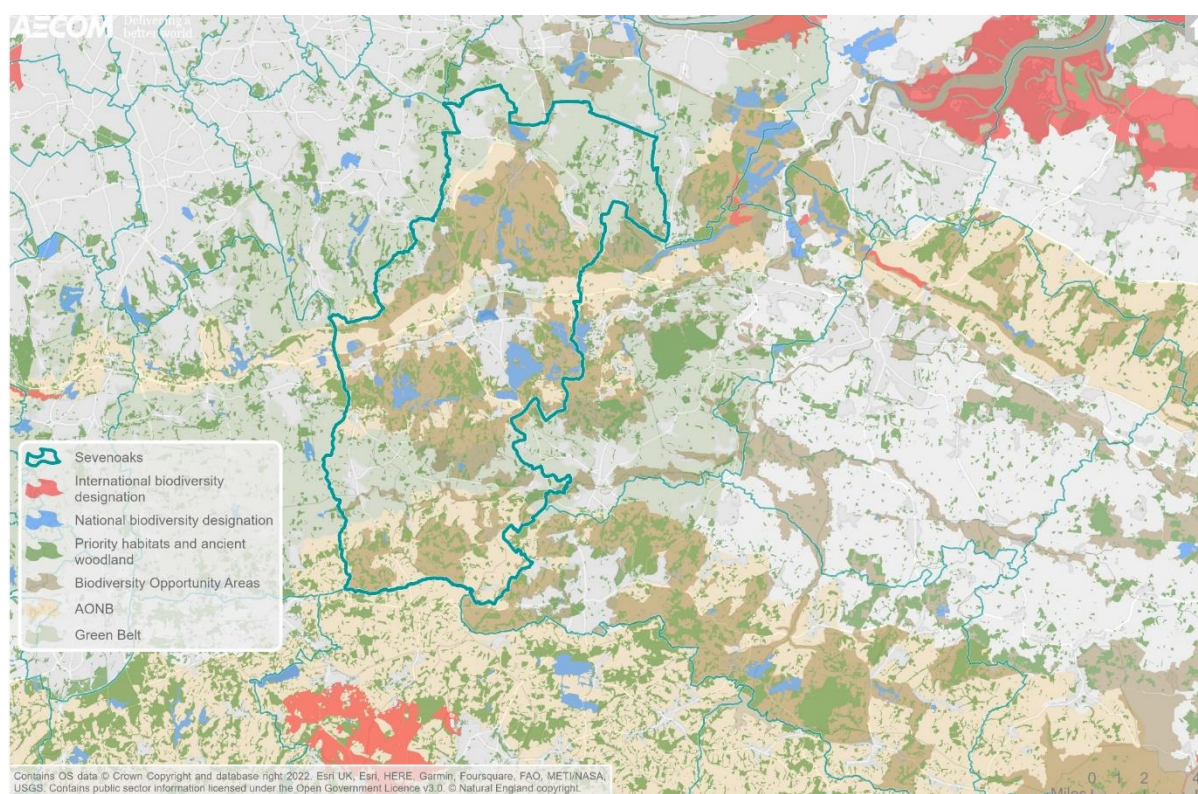 AECOM Delivering a
better world
Sevenoaks
International biodiversity
designation
National biodiversity designation
Priority habitats and ancient
woodland
Biodiversity Opportunity Areas
AONB
Green Belt
0 1 2 4
Miles
Contains OS data © Crown Copyright and database right 2022. Esri UK, Esri, HERE, Garmin, Foursquare, FAO, METI/NASA,
USGS. Contains public sector information licensed under the Open Government Licence v3.0. © Natural England copyright.